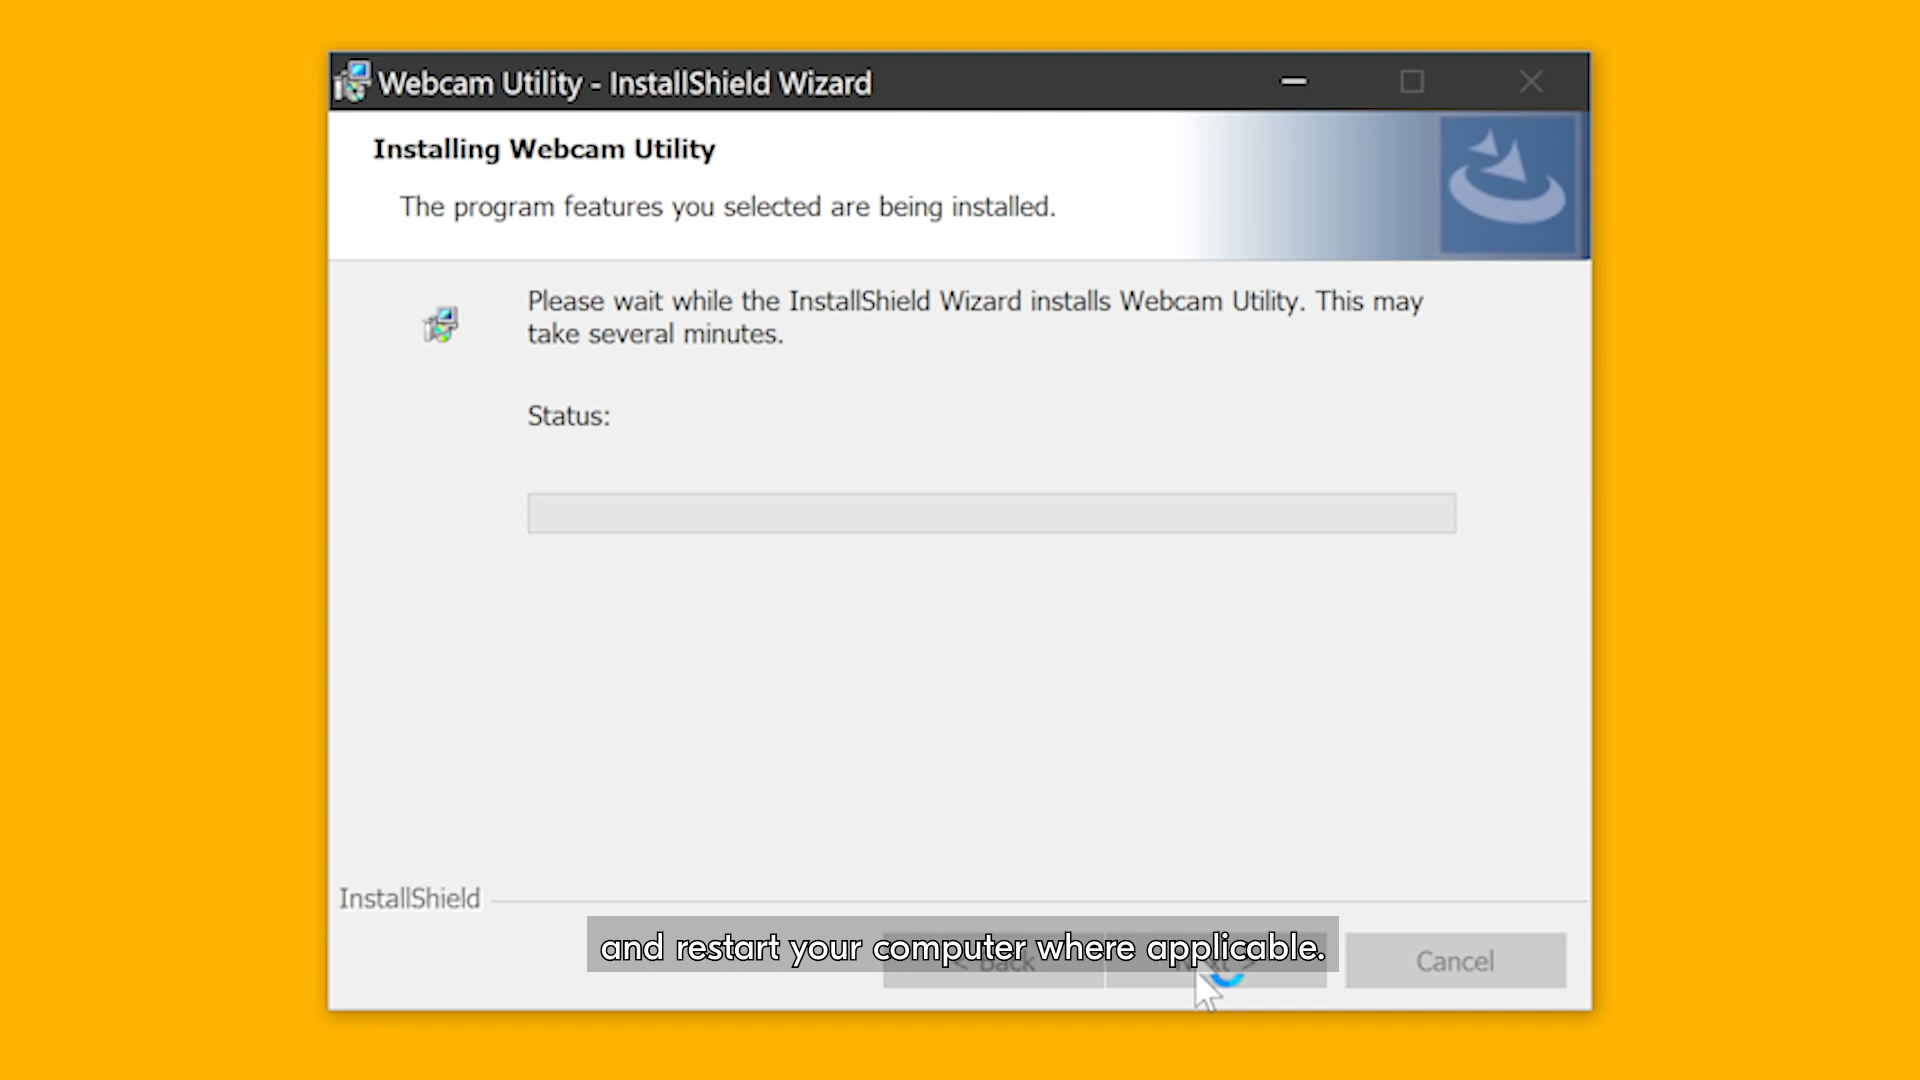 Webcam Utility - InstallShield Wizard
Installing Webcam Utility
The program features you selected are being installed.
Please wait while the InstallShield Wizard installs Webcam Utility. This may
take several minutes.
Status:
InstallShield
and restart your computer where applicable.
< Back
Next >
Cancel